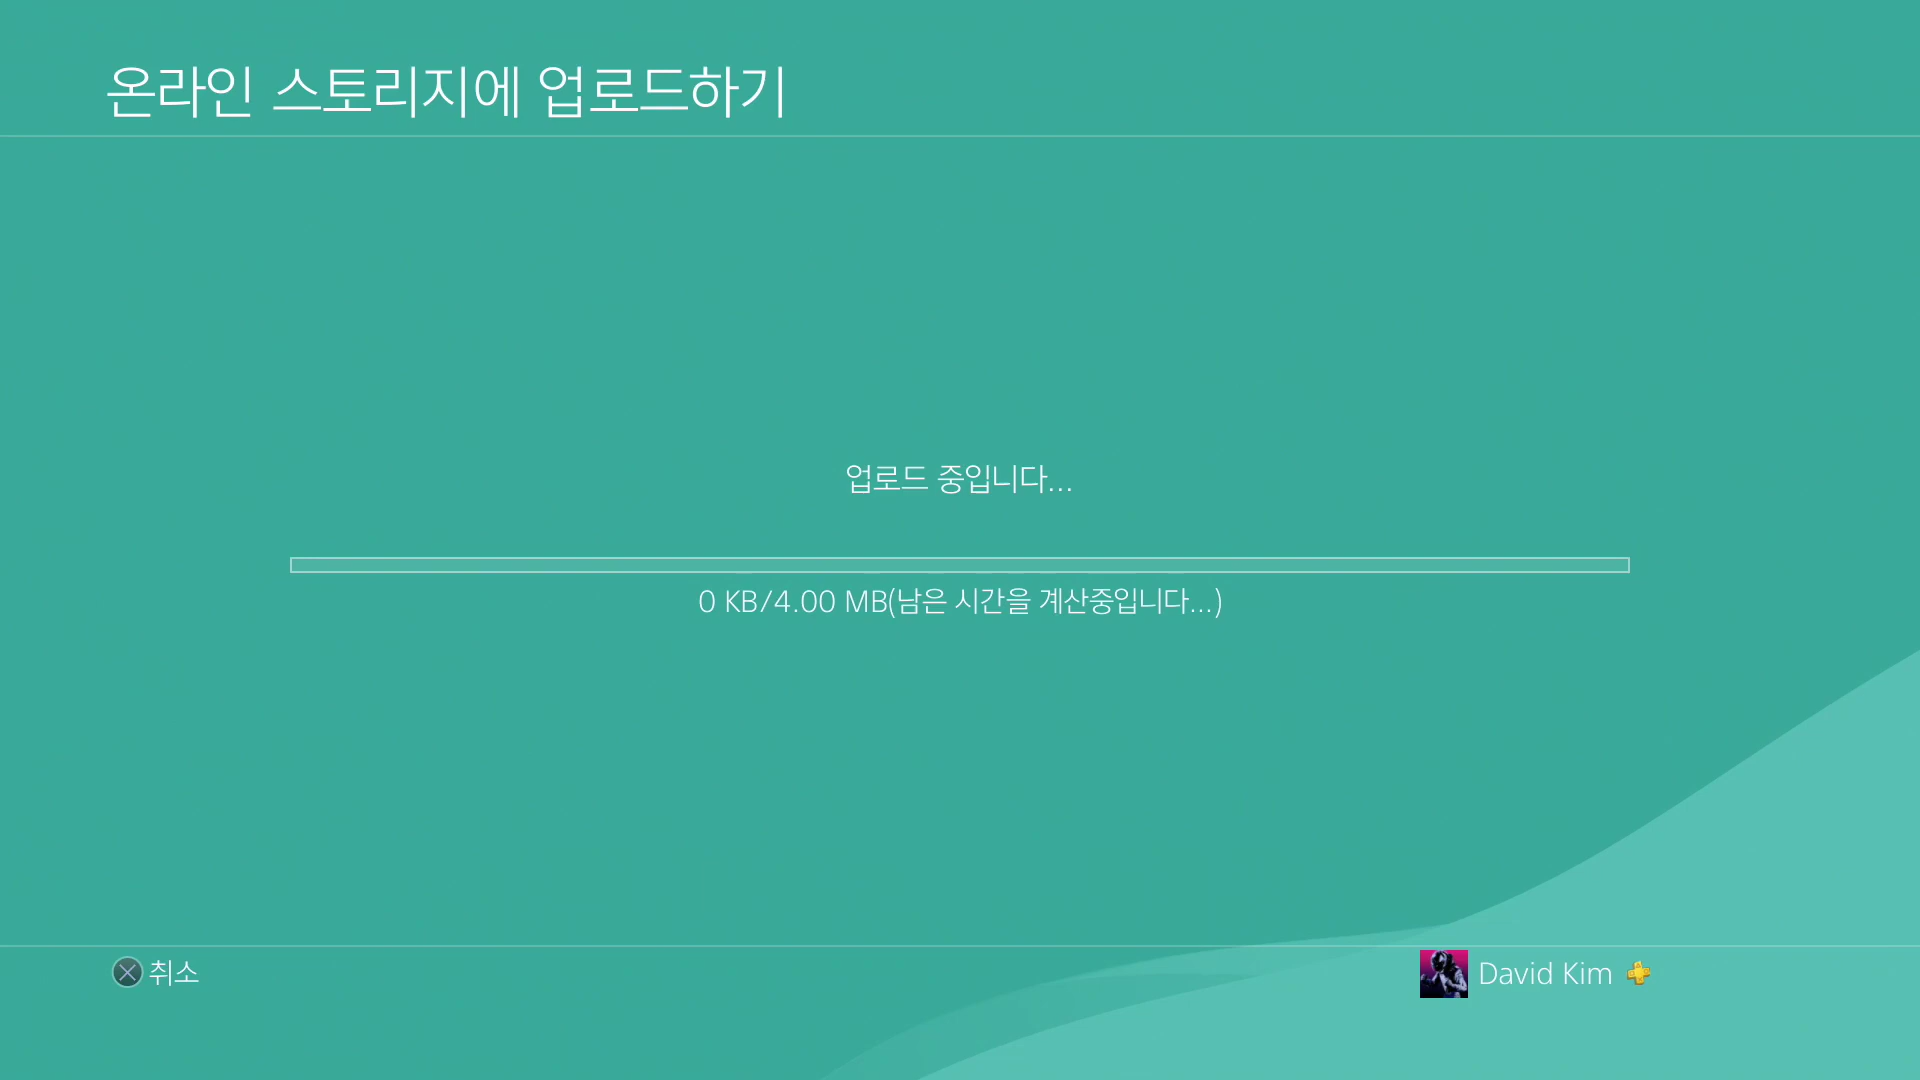 온라인 스토리지에 업로드하기
업로드 중입니다...
0 KB/4.00 MB(남은 시간을 계산중입니다...)
취소
David Kim